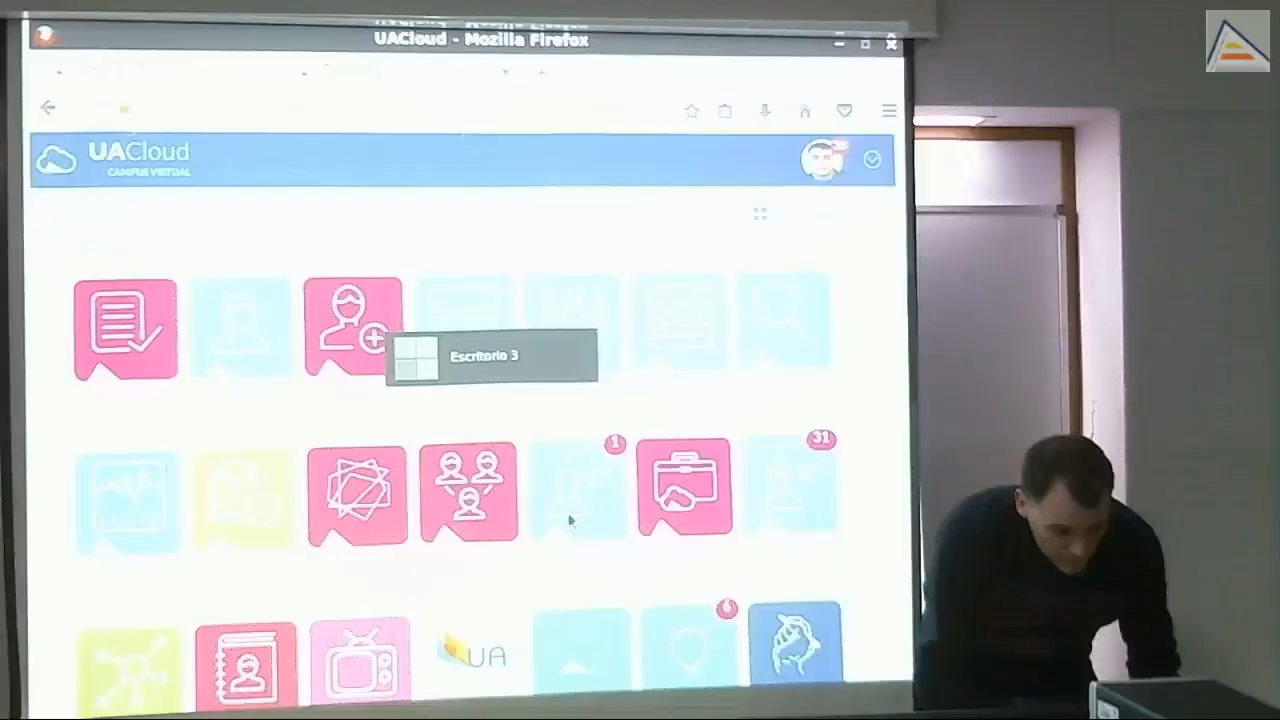 UACloud - Mozilla Firefox
UACloud
CAMPUS VIRTUAL
Escritorio 3
1
31
6
UA